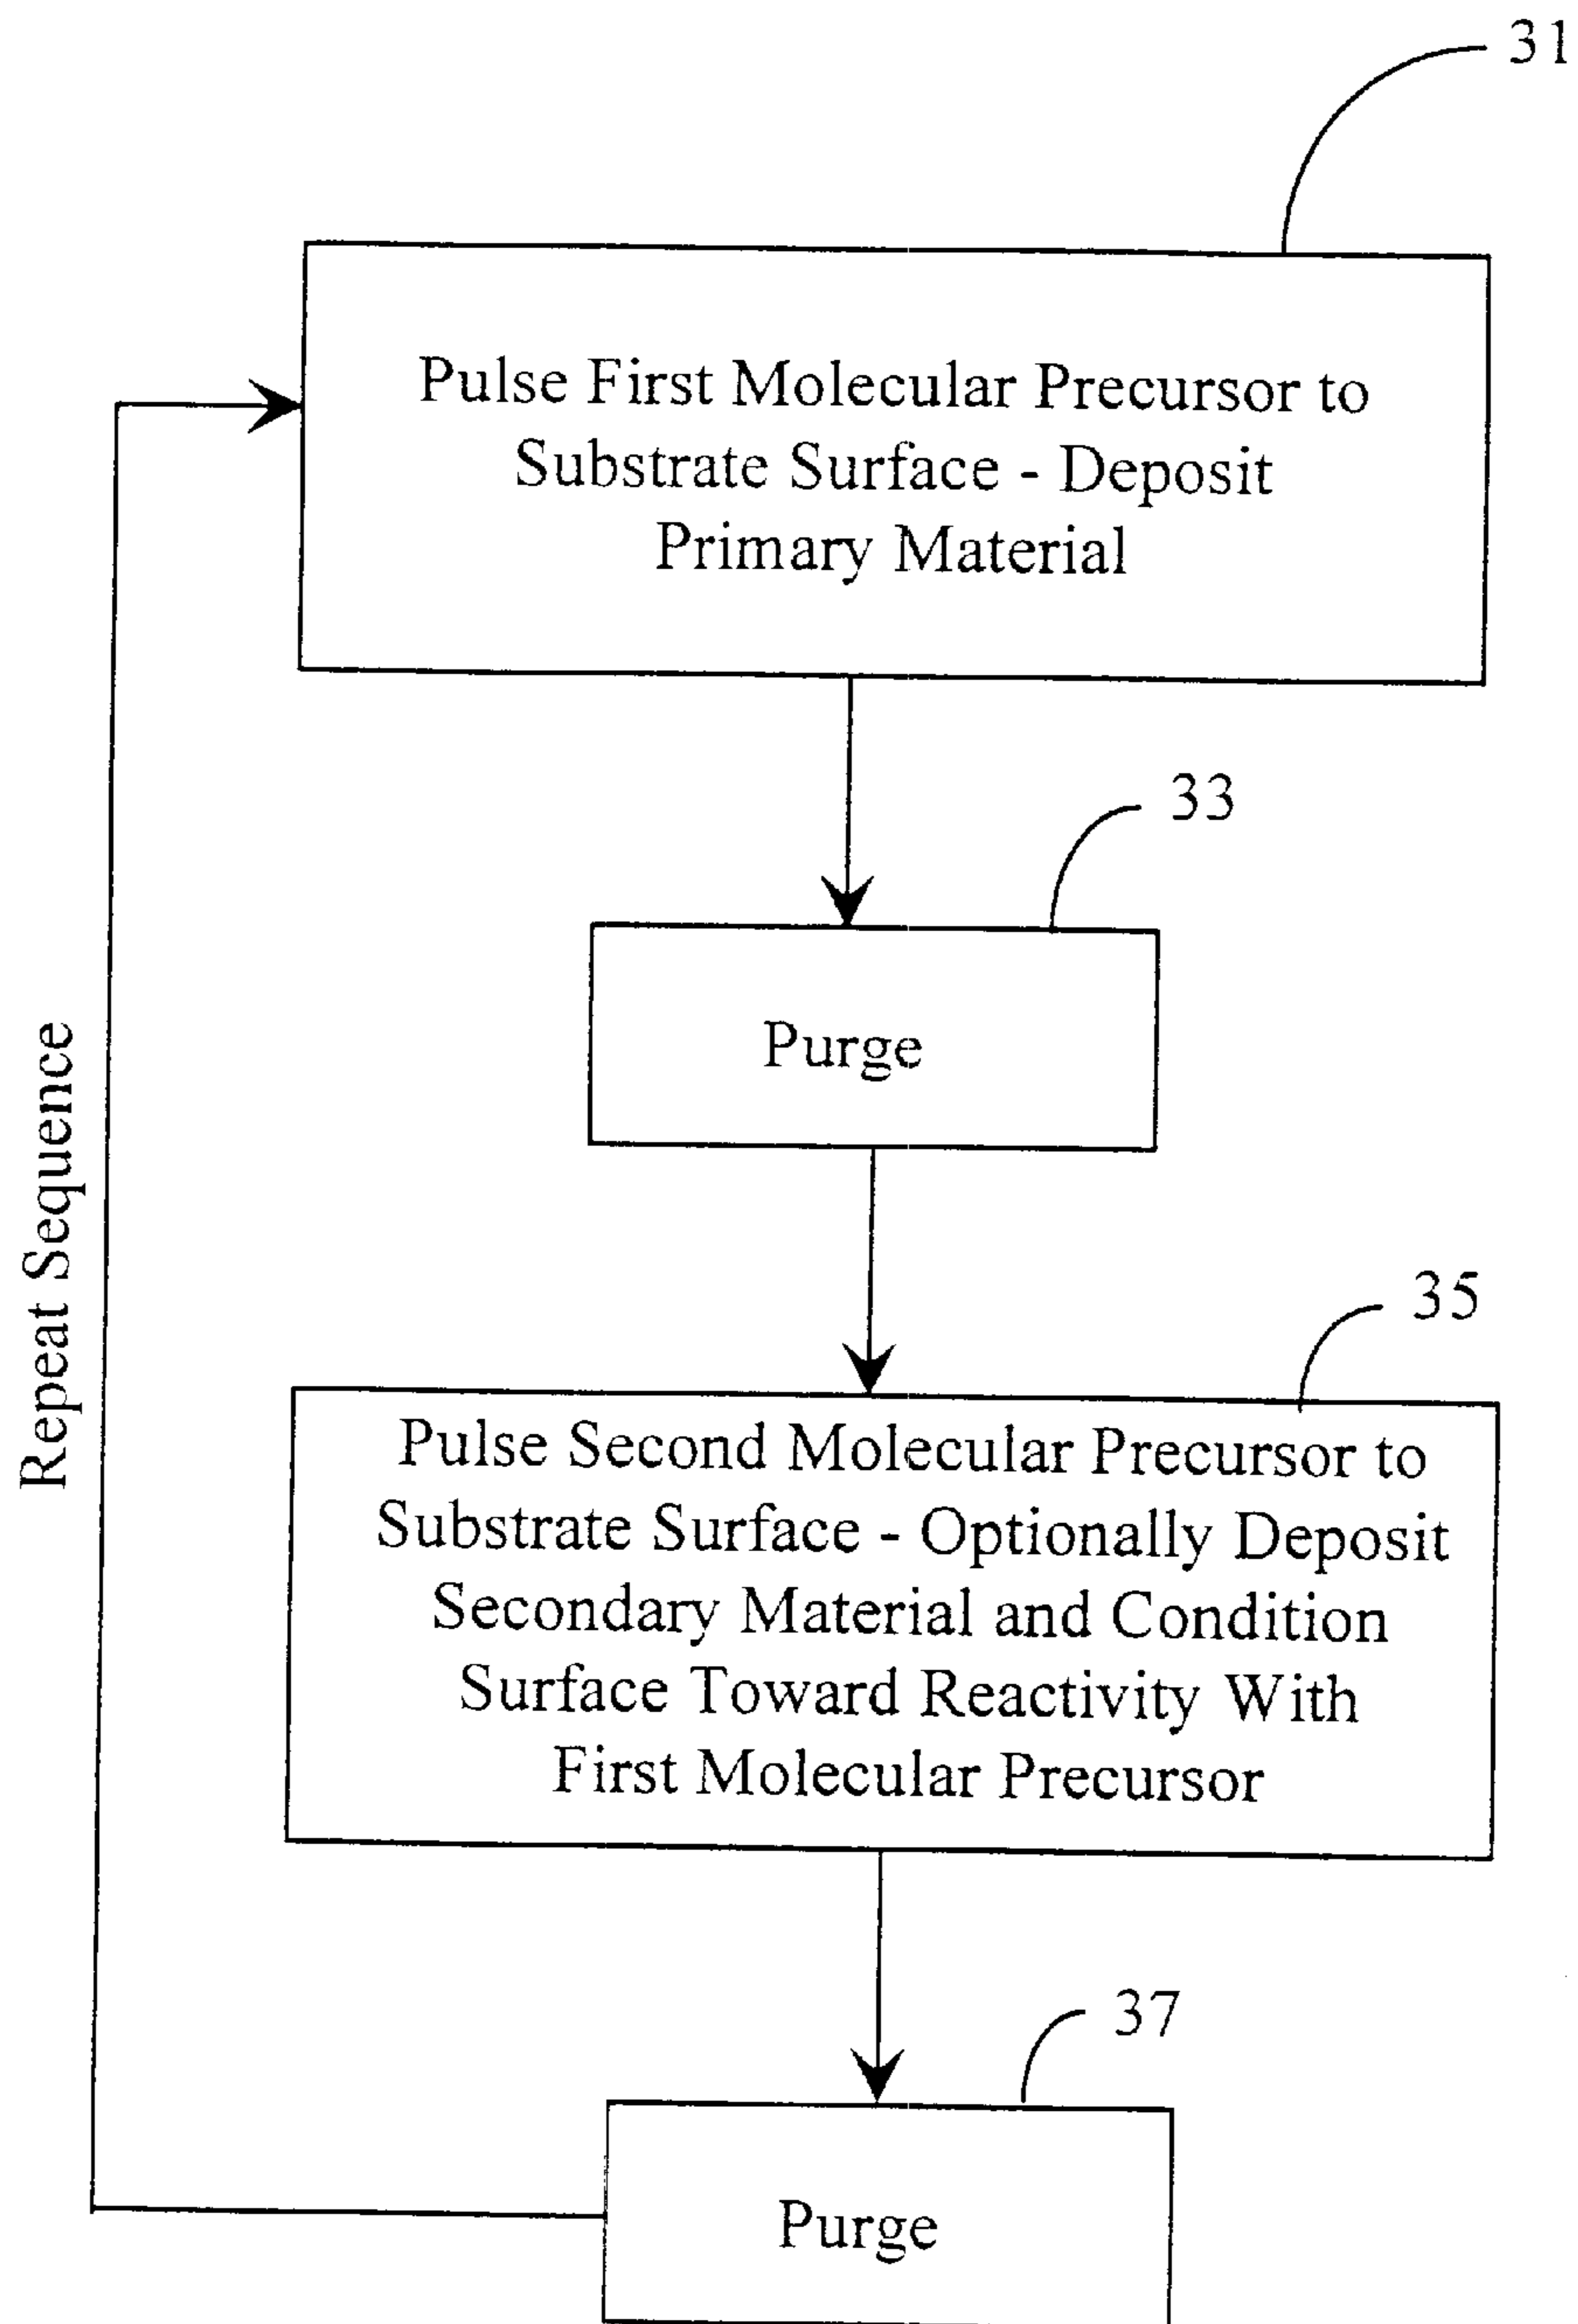 31
Pulse First Molecular Precursor to
Substrate Surface - Deposit
Primary Material
33
Purge
35
Pulse Second Molecular Precursor to
Substrate Surface - Optionally Deposit
Secondary Material and Condition
Surface Toward Reactivity With
First Molecular Precursor
37
Purge
Repeat Sequence